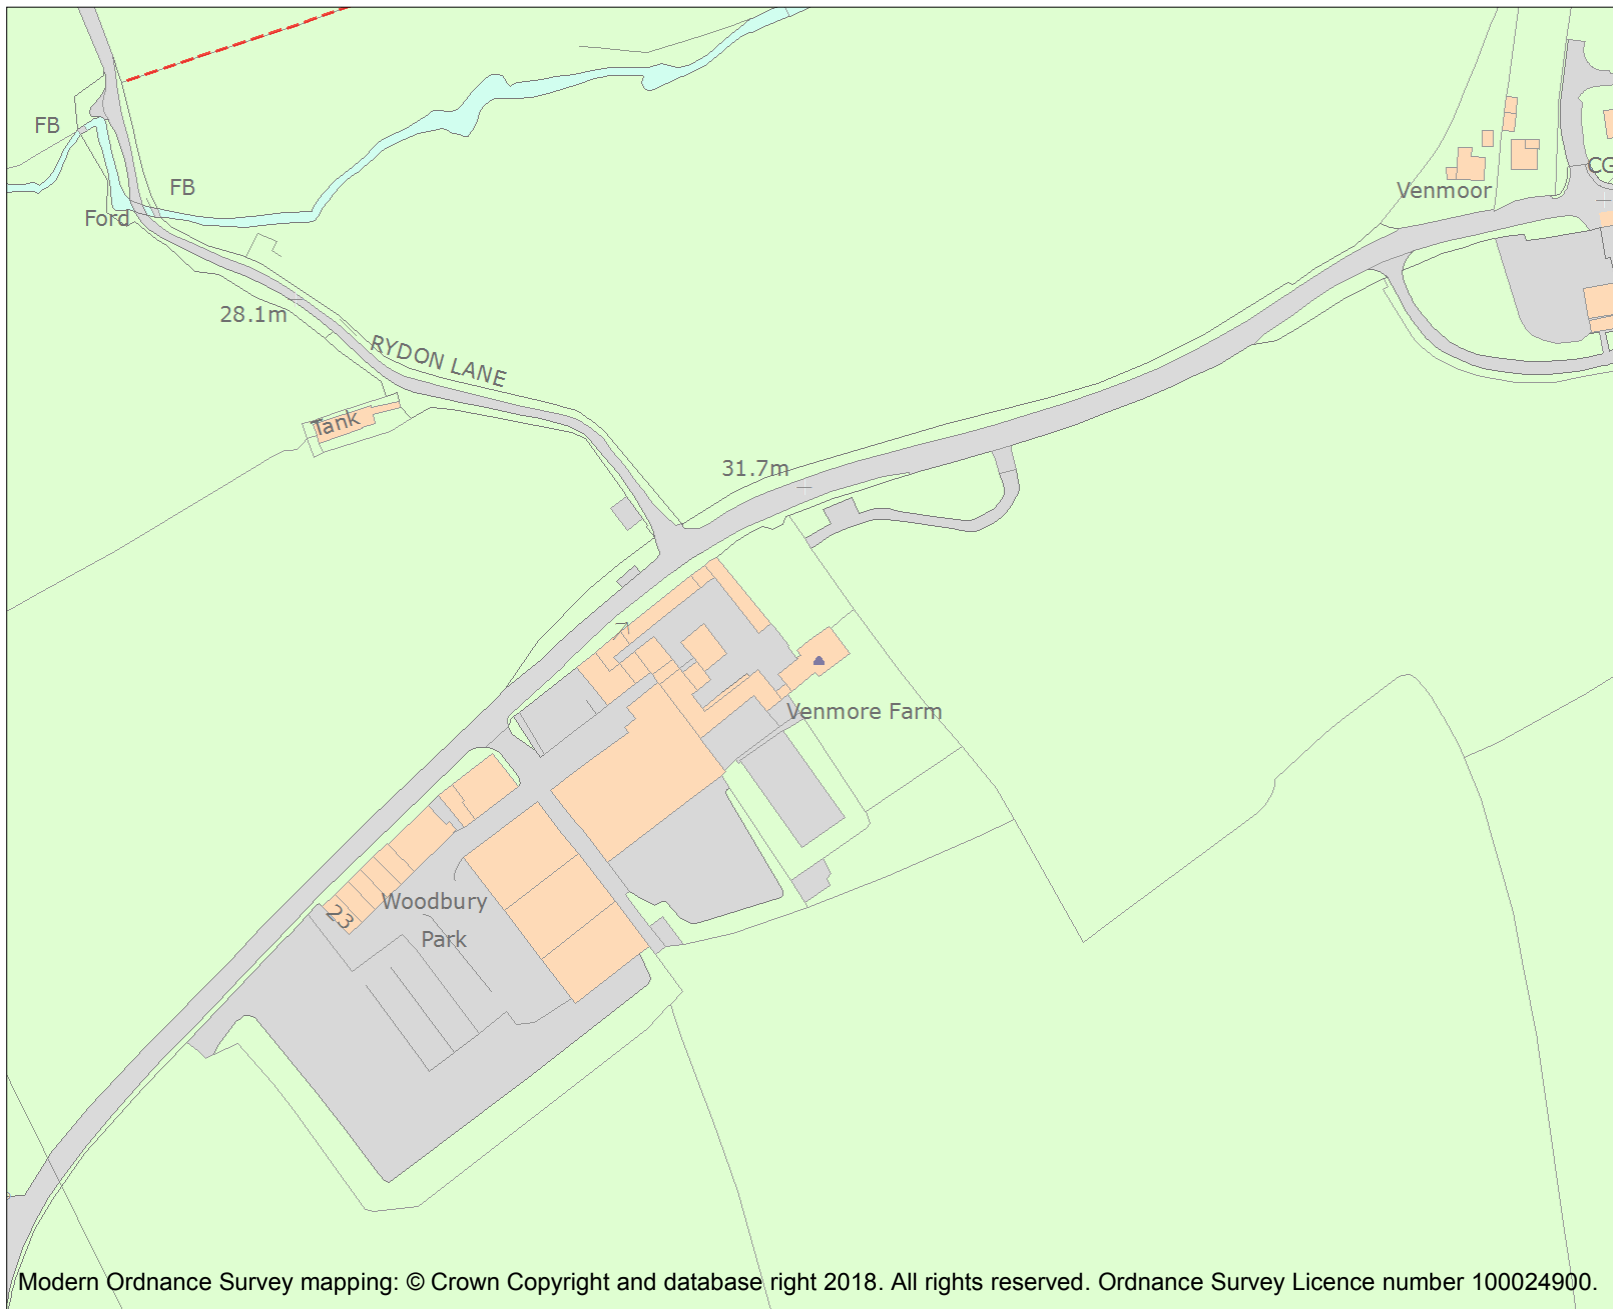 FB
CG
FB
Venmoor
Ford
28.1m
RYDON LANE
Tank
31.7m
Venmore Farm
Woodbury
Park
23
Modern Ordnance Survey mapping: © Crown Copyright and database right 2018. All rights reserved. Ordnance Survey Licence number 100024900.